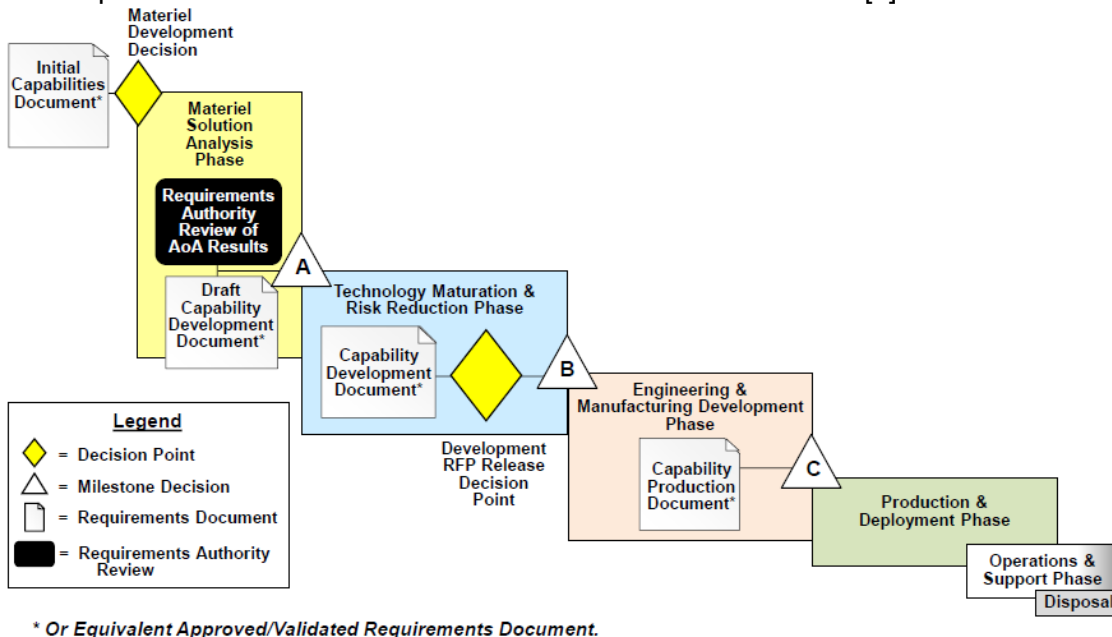 [
Materiel
Development
Decision
Initial
Capabilities
Document*
Materiel
Solution
Analysis
Phase
Requirements
Authority
Review of
AoA Results
A
Draft
Capability
Development
Document*
Technology Maturation &
Risk Reduction Phase
Capability
Development
Document*
B
Development
RFP Release
Decision
Point
Engineering &
Manufacturing Development
Phase
Capability
Production
Document*
C
Production &
Deployment Phase
Operations &
Support Phase
Disposal
Legend
= Decision Point
= Milestone Decision
= Requirements Document
= Requirements Authority
Review
* Or Equivalent Approved/Validated Requirements Document.